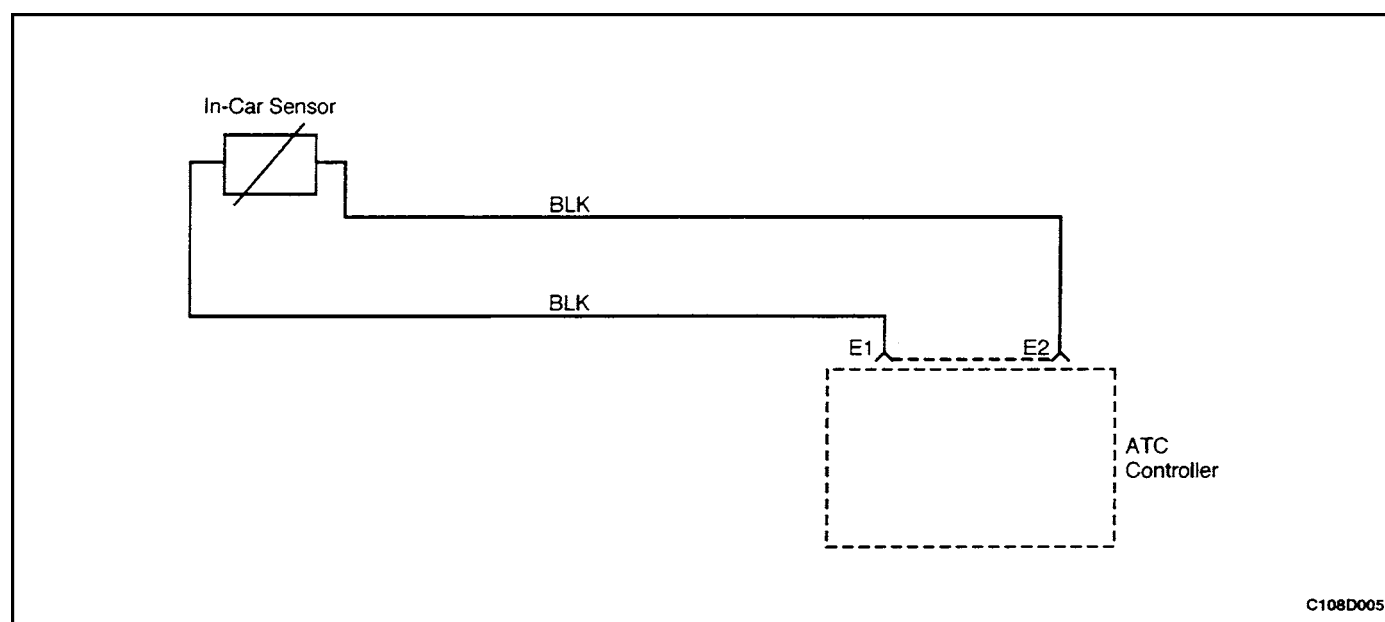 In-Car Sensor
BLK
BLK
E1
E2
ATC
Controller
C108D005